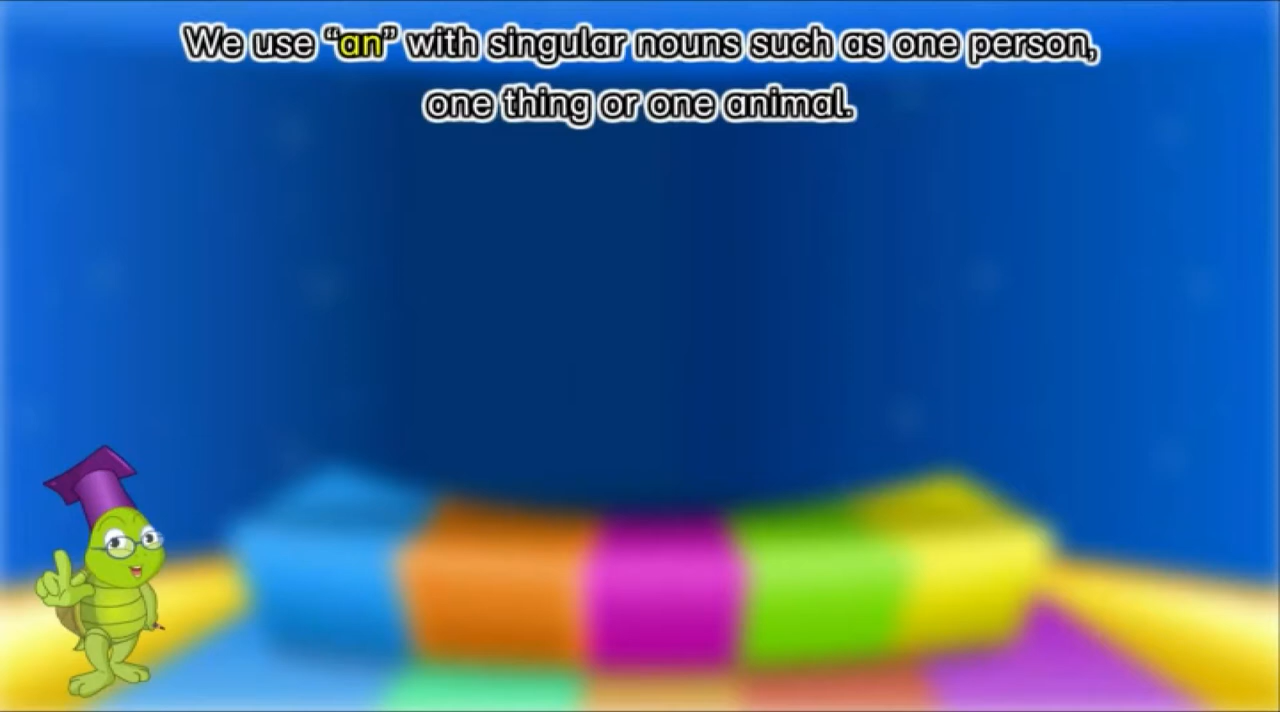 We use “an” with singular nouns such as one person,
one thing or one animal.